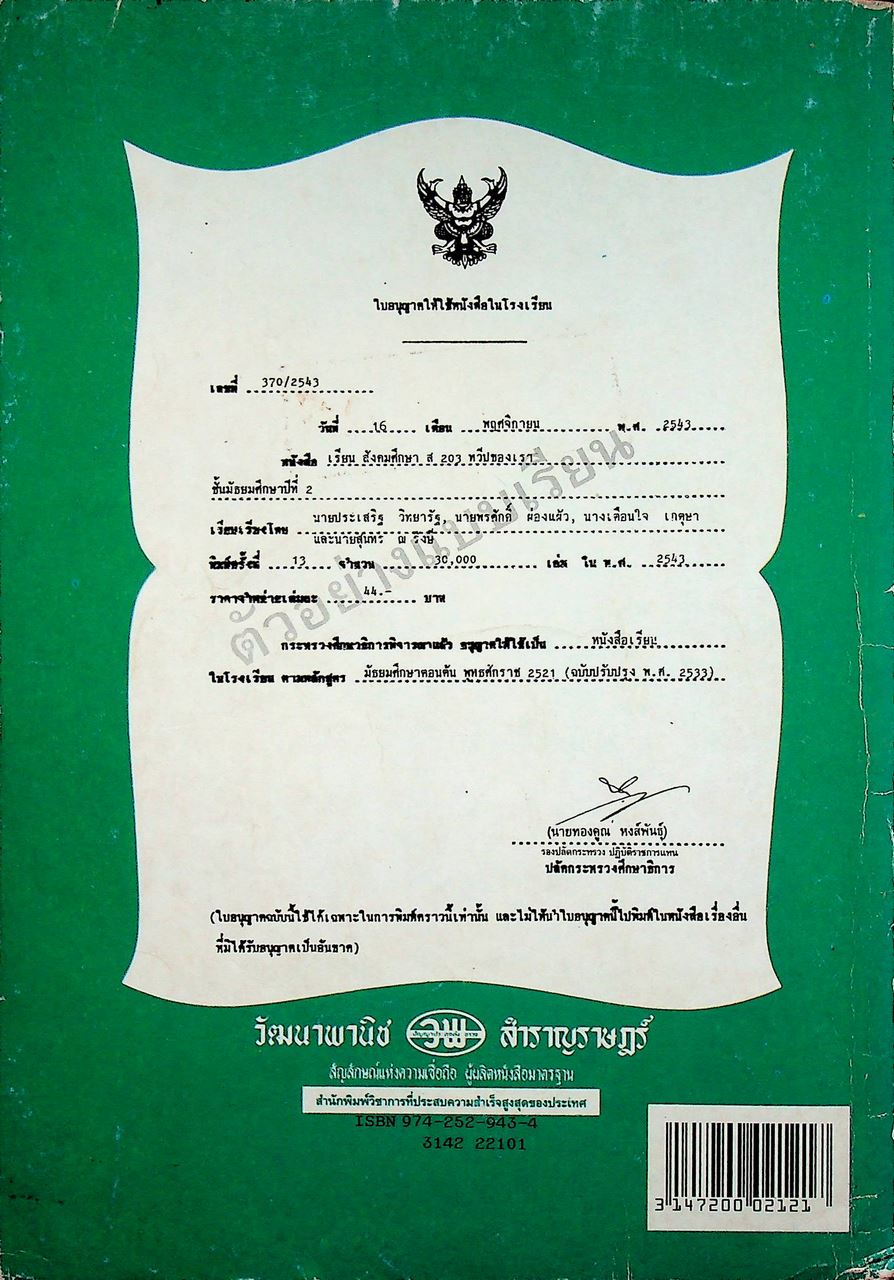 ใบอนุญาตให้ใช้หนังสือในโรงเรียน
เลขที่ 370/2543
วันที่ 16 เดือน พฤศจิกายน พ.ศ. 2543
หนังสือ เรียน สังคมศึกษา ส 203 ทวีปของเรา
ชั้นมัธยมศึกษาปีที่ 2
เรียบเรียงโดย นายประเสริฐ วิทยารัฐ, นายพรศักดิ์ ผ่องแผ้ว, นางเตือนใจ เกตุษา
และนายสุนทร ณ รังษี
พิมพ์ครั้งที่ 13 จำนวน 30,000 เล่ม ใน พ.ศ. 2543
ราคาจำหน่ายเล่มละ 44.- บาท
กระทรวงศึกษาธิการพิจารณาแล้ว อนุญาตให้ใช้เป็น หนังสือเรียน
ในโรงเรียน ตามหลักสูตร มัธยมศึกษาตอนต้น พุทธศักราช 2521 (ฉบับปรับปรุง พ.ศ. 2533)
ตัวอย่างแบบเรียน
(นายทองคูณ หงส์พันธุ์)
รองปลัดกระทรวง ปฏิบัติราชการแทน
ปลัดกระทรวงศึกษาธิการ
(ใบอนุญาตฉบับนี้ใช้ได้เฉพาะในการพิมพ์คราวนี้เท่านั้น และไม่ให้นำใบอนุญาตนี้ไปพิมพ์ในหนังสือเรื่องอื่น
ที่มิได้รับอนุญาตเป็นอันขาด)
วัฒนาพานิช วพ สำราญราษฎร์
สัญลักษณ์แห่งความเชื่อถือ ผู้ผลิตหนังสือมาตรฐาน
สำนักพิมพ์วิชาการที่ประสบความสำเร็จสูงสุดของประเทศ
ISBN 974-252-943-4
3142 22101
3 147200 02121